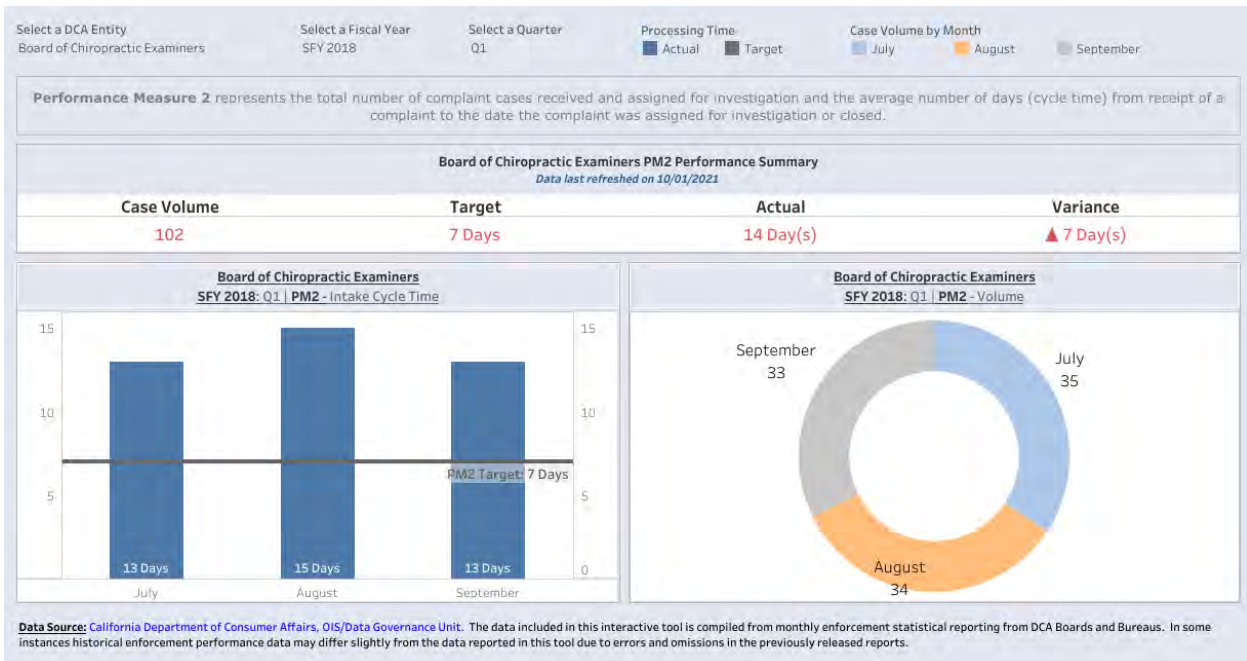 Select a DCA Entity
Board of Chiropractic Examiners
Select a Fiscal Year
SFY 2018
Select a Quarter
Q1
Processing Time
Actual
Target
Case Volume by Month
July
August
September
Performance Measure 2 represents the total number of complaint cases received and assigned for investigation and the average number of days (cycle time) from receipt of a
complaint to the date the complaint was assigned for investigation or closed.
Board of Chiropractic Examiners PM2 Performance Summary
Data last refreshed on 10/01/2021
Case Volume Target Actual Variance
102 7 Days 14 Day(s) ▲ 7 Day(s)
Board of Chiropractic Examiners
SFY 2018: Q1 | PM2 - Intake Cycle Time
15
10
5
15
10
5
0
PM2 Target: 7 Days
13 Days
15 Days
13 Days
July
August
September
Board of Chiropractic Examiners
SFY 2018: Q1 | PM2 - Volume
September
33
July
35
August
34
Data Source: California Department of Consumer Affairs, OIS/Data Governance Unit. The data included in this interactive tool is compiled from monthly enforcement statistical reporting from DCA Boards and Bureaus. In some
instances historical enforcement performance data may differ slightly from the data reported in this tool due to errors and omissions in the previously released reports.